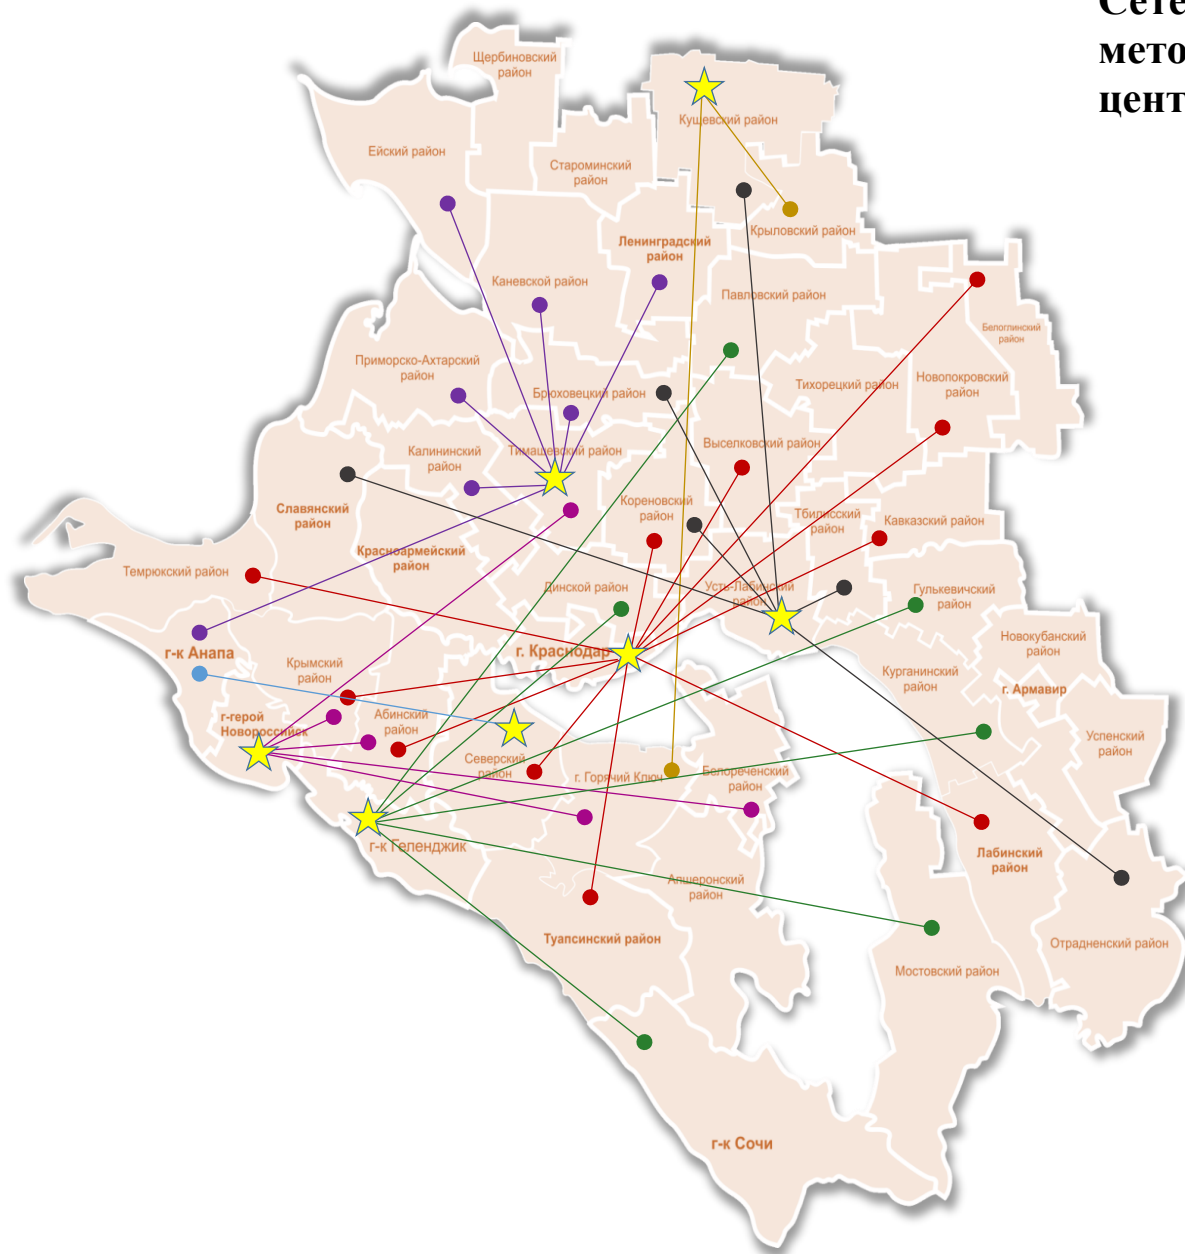 Щербиновский
район
Кущевский район
Ейский район
Староминский
район
Крыловский район
Ленинградский
район
Каневской район
Павловский район
Белоглинский
район
Приморско-Ахтарский
район
Брюховецкий район
Тихорецкий район
Новопокровский
район
Калининский
район
Тимашевский район
Выселковский район
Славянский
район
Кореновский
район
Тбилисский
район
Кавказский район
Красноармейский
район
Темрюкский район
Динской район
Усть-Лабинский
район
Гулькевичский
район
г-к Анапа
г. Краснодар
Новокубанский
район
Крымский
район
Курганинский
район
г. Армавир
г-герой
Новороссийск
Абинский
район
Успенский
район
Северский
район
г. Горячий Ключ
Белореченский
район
г-к Геленджик
Лабинский
район
Апшеронский
район
Туапсинский район
Отрадненский район
Мостовский район
г-к Сочи